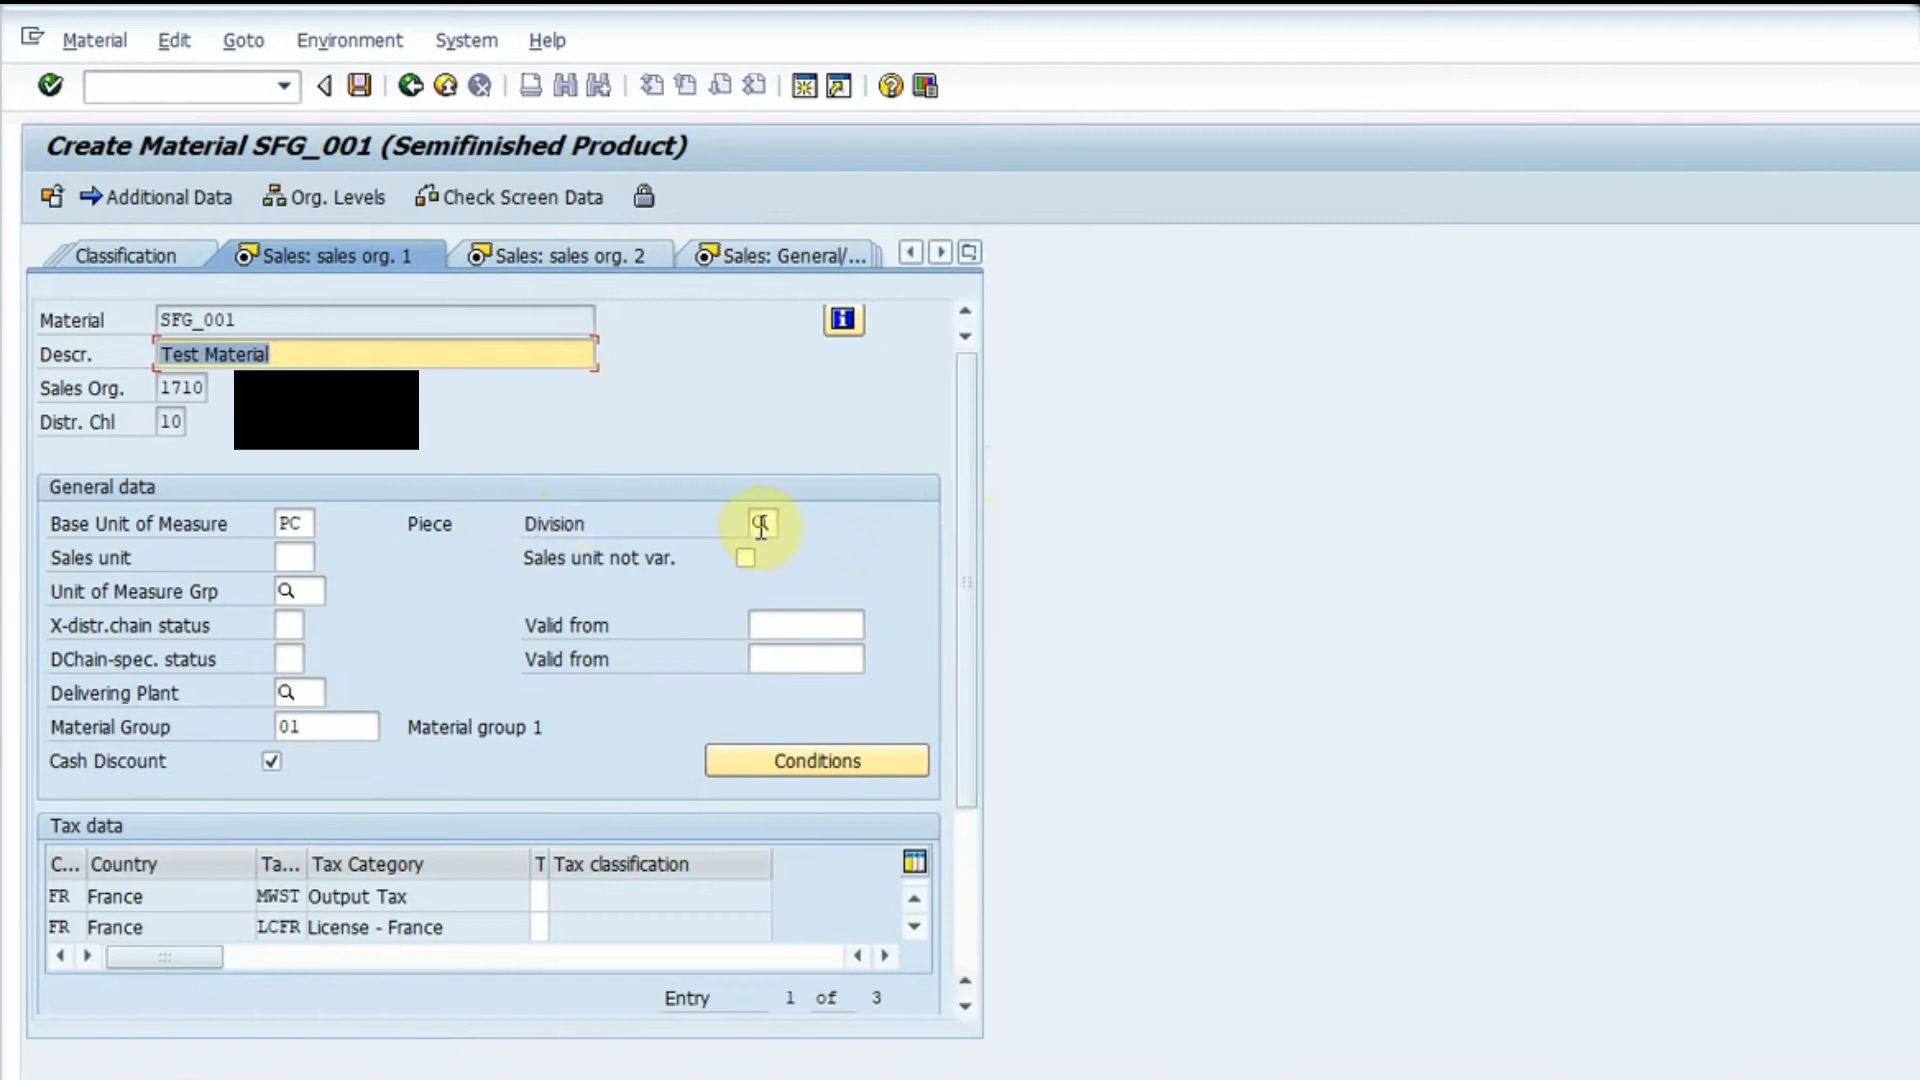 Material Edit Goto Environment System Help
Create Material SFG_001 (Semifinished Product)
Additional Data Org. Levels Check Screen Data
Classification Sales: sales org. 1 Sales: sales org. 2 Sales: General/...
Material SFG_001
Descr. Test Material
Sales Org. 1710
Distr. Chl 10
General data
Base Unit of Measure PC Piece Division
Sales unit Sales unit not var.
Unit of Measure Grp
X-distr.chain status Valid from
DChain-spec. status Valid from
Delivering Plant
Material Group 01 Material group 1
Cash Discount Conditions
Tax data
C... Country Ta... Tax Category T Tax classification
FR France MWST Output Tax
FR France LCFR License - France
Entry 1 of 3